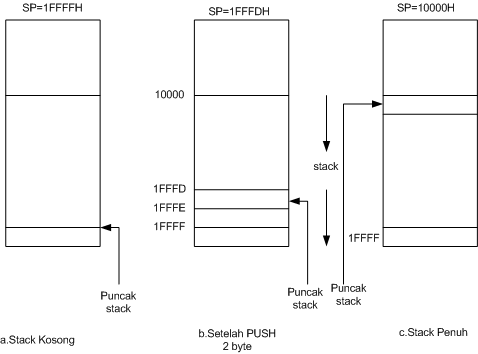 SP=1FFFFH
SP=1FFFDH
SP=10000H
10000
stack
1FFFD
1FFFE
1FFFF
1FFFF
Puncak
stack
Puncak
stack
Puncak
stack
a.Stack Kosong
b.Setelah PUSH
2 byte
c.Stack Penuh